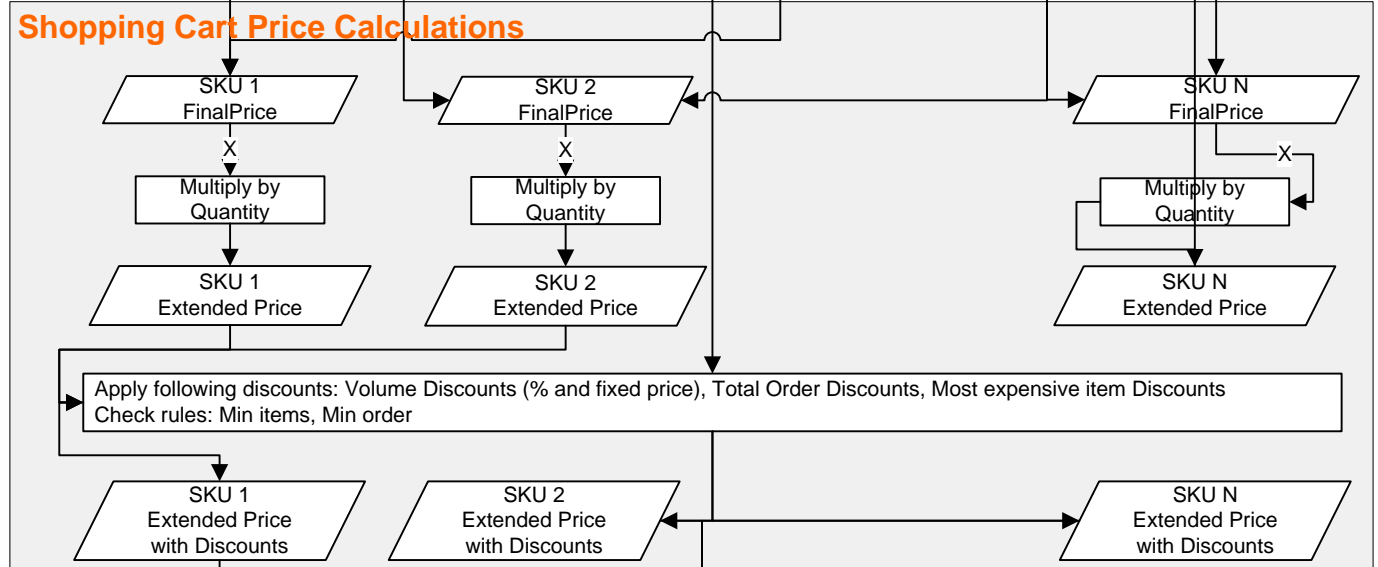 Shopping Cart Price Calculations
SKU 1
FinalPrice
SKU 2
FinalPrice
SKU N
FinalPrice
X
X
X
Multiply by
Quantity
Multiply by
Quantity
Multiply by
Quantity
SKU 1
Extended Price
SKU 2
Extended Price
SKU N
Extended Price
Apply following discounts: Volume Discounts (% and fixed price), Total Order Discounts, Most expensive item Discounts
Check rules: Min items, Min order
SKU 1
Extended Price
with Discounts
SKU 2
Extended Price
with Discounts
SKU N
Extended Price
with Discounts